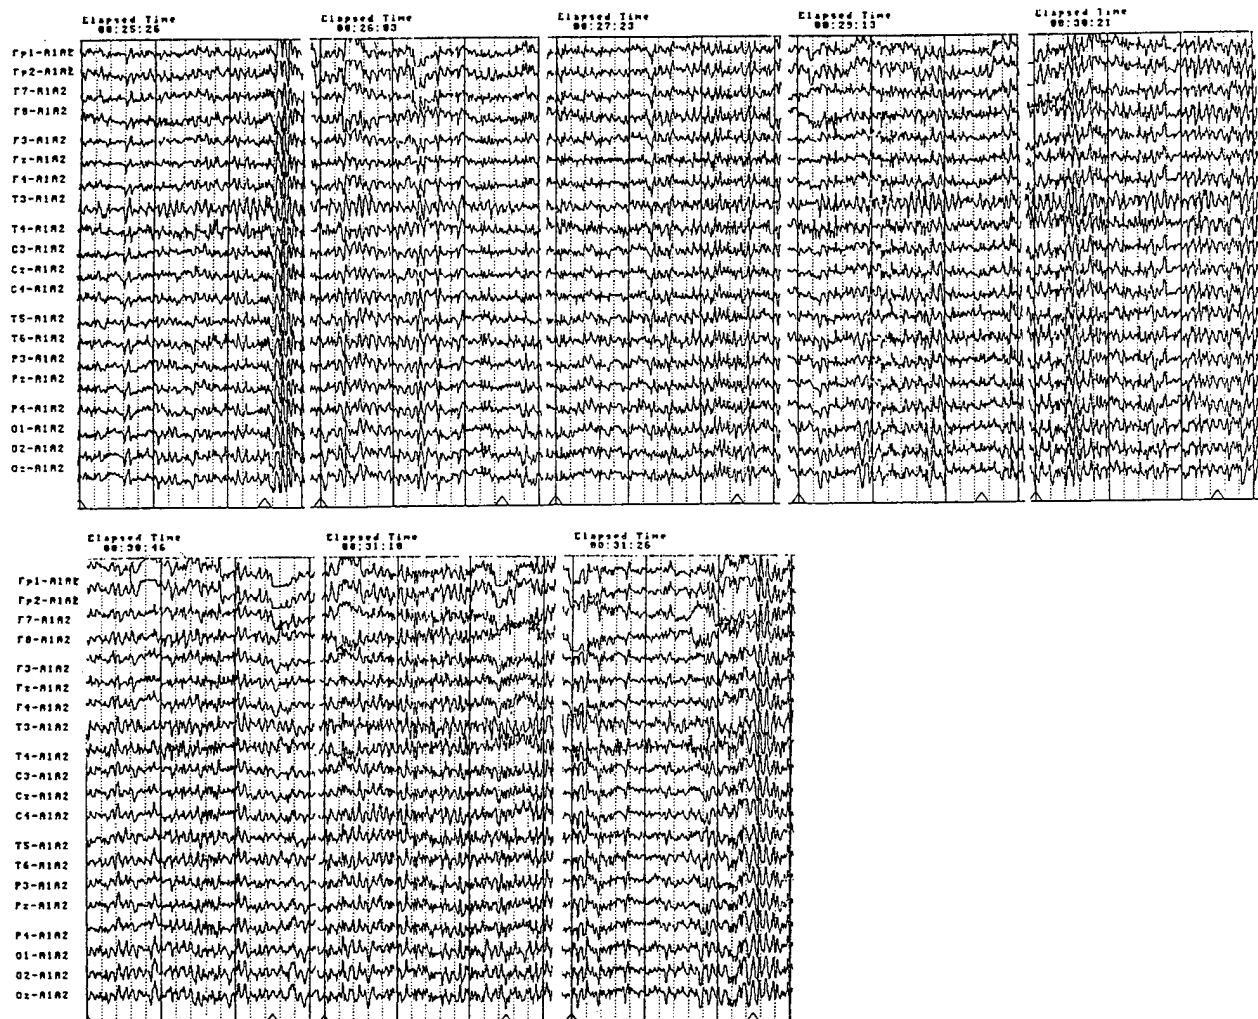 Elapsed Time
00:25:26
Elapsed Time
00:26:03
Elapsed Time
00:27:23
Elapsed Time
00:29:13
Elapsed Time
00:30:21
Fp1-A1A2
Fp2-A1A2
F7-A1A2
F8-A1A2
F3-A1A2
Fz-A1A2
F4-A1A2
T3-A1A2
T4-A1A2
C3-A1A2
Cz-A1A2
C4-A1A2
T5-A1A2
T6-A1A2
P3-A1A2
Pz-A1A2
P4-A1A2
O1-A1A2
O2-A1A2
Oz-A1A2
Elapsed Time
00:30:46
Elapsed Time
00:31:10
Elapsed Time
00:31:26
Fp1-A1A2
Fp2-A1A2
F7-A1A2
F8-A1A2
F3-A1A2
Fz-A1A2
F4-A1A2
T3-A1A2
T4-A1A2
C3-A1A2
Cz-A1A2
C4-A1A2
T5-A1A2
T6-A1A2
P3-A1A2
Pz-A1A2
P4-A1A2
O1-A1A2
O2-A1A2
Oz-A1A2